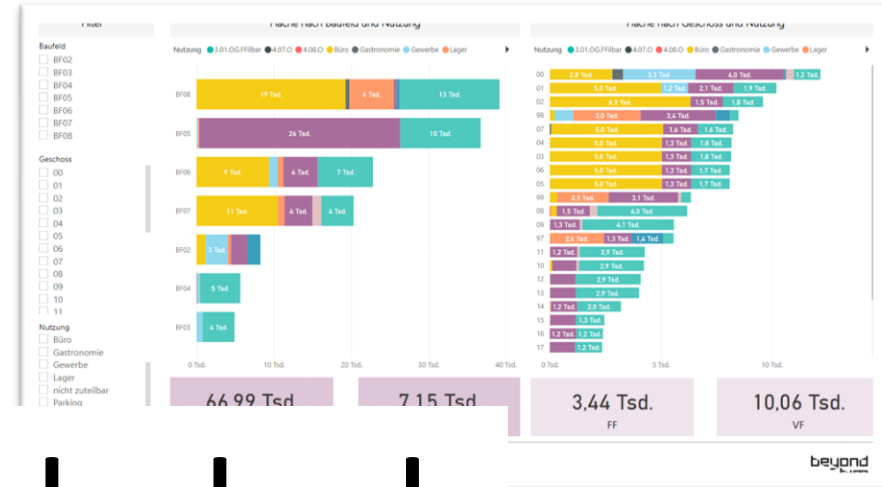 Filter
Fläche nach Baufeld und Nutzung
Fläche nach Geschoss und Nutzung
Baufeld
BF02
BF03
BF04
BF05
BF06
BF07
BF08
Geschoss
00
01
02
03
04
05
06
07
08
09
10
11
Nutzung
Büro
Gastronomie
Gewerbe
Lager
nicht zuteilbar
Parking
Nutzung 3.01.OG.FFilbar 4.07.O 4.08.O Büro Gastronomie Gewerbe Lager
BF08 19 Tsd. 6 Tsd. 13 Tsd.
BF05 26 Tsd. 10 Tsd.
BF06 9 Tsd. 4 Tsd. 7 Tsd.
BF07 11 Tsd. 4 Tsd. 4 Tsd.
BF02 3 Tsd.
BF04 5 Tsd.
BF03 4 Tsd.
0 Tsd. 10 Tsd. 20 Tsd. 30 Tsd. 40 Tsd.
Nutzung 3.01.OG.FFilbar 4.07.O 4.08.O Büro Gastronomie Gewerbe Lager
00 2,8 Tsd. 3,3 Tsd. 4,0 Tsd. 1,2 Tsd.
01 5,0 Tsd. 1,2 Tsd. 2,1 Tsd. 1,9 Tsd.
02 6,3 Tsd. 1,5 Tsd. 1,8 Tsd.
98 3,0 Tsd. 3,4 Tsd.
07 5,0 Tsd. 1,6 Tsd. 1,6 Tsd.
04 5,0 Tsd. 1,3 Tsd. 1,8 Tsd.
03 5,0 Tsd. 1,3 Tsd. 1,8 Tsd.
06 5,0 Tsd. 1,3 Tsd. 1,7 Tsd.
05 5,0 Tsd. 1,3 Tsd. 1,7 Tsd.
99 2,3 Tsd. 3,1 Tsd.
08 1,5 Tsd. 4,0 Tsd.
09 1,3 Tsd. 4,1 Tsd.
97 2,4 Tsd. 1,3 Tsd. 1,4 Tsd.
11 1,2 Tsd. 2,9 Tsd.
10 2,9 Tsd.
12 2,9 Tsd.
13 2,9 Tsd.
14 1,2 Tsd. 2,0 Tsd.
15 1,3 Tsd.
16 1,2 Tsd. 1,2 Tsd.
17 1,2 Tsd.
0 Tsd. 5 Tsd. 10 Tsd.
66,99 Tsd.
7,15 Tsd.
3,44 Tsd.
FF
10,06 Tsd.
VF
beyond